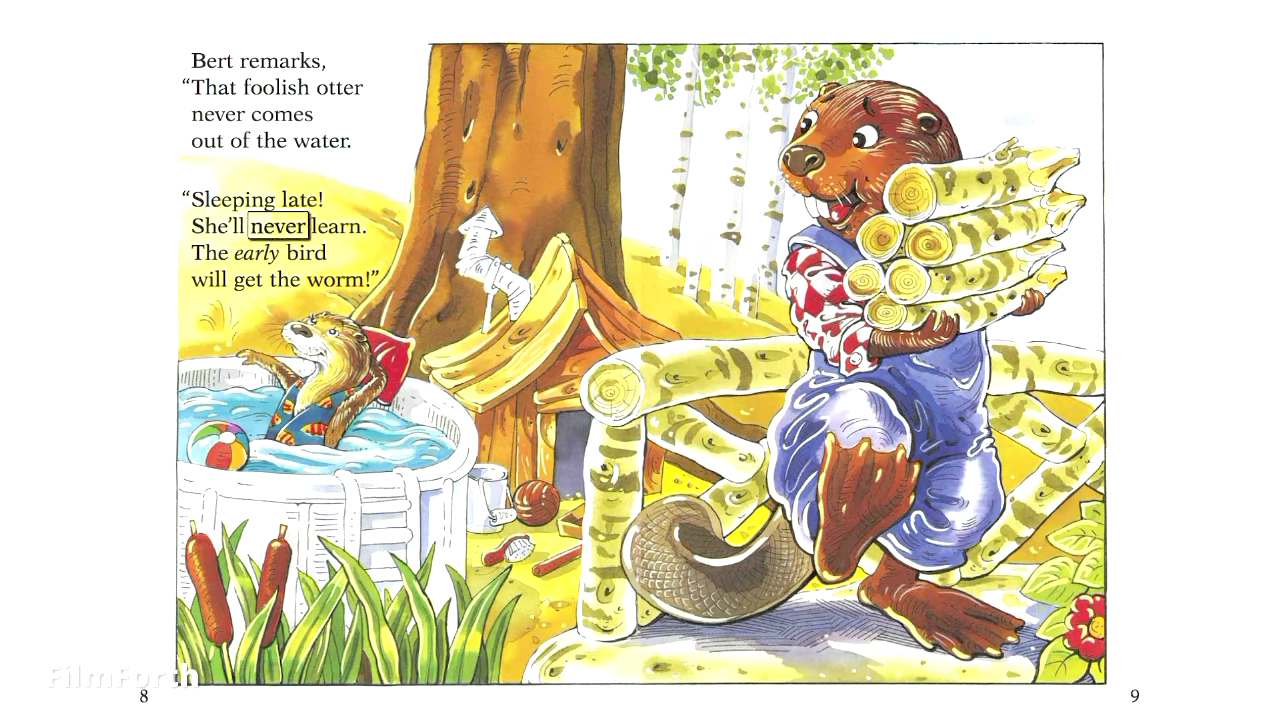 Bert remarks,
“That foolish otter
never comes
out of the water.
“Sleeping late!
She’ll never learn.
The early bird
will get the worm!”
FilmForth
8
9